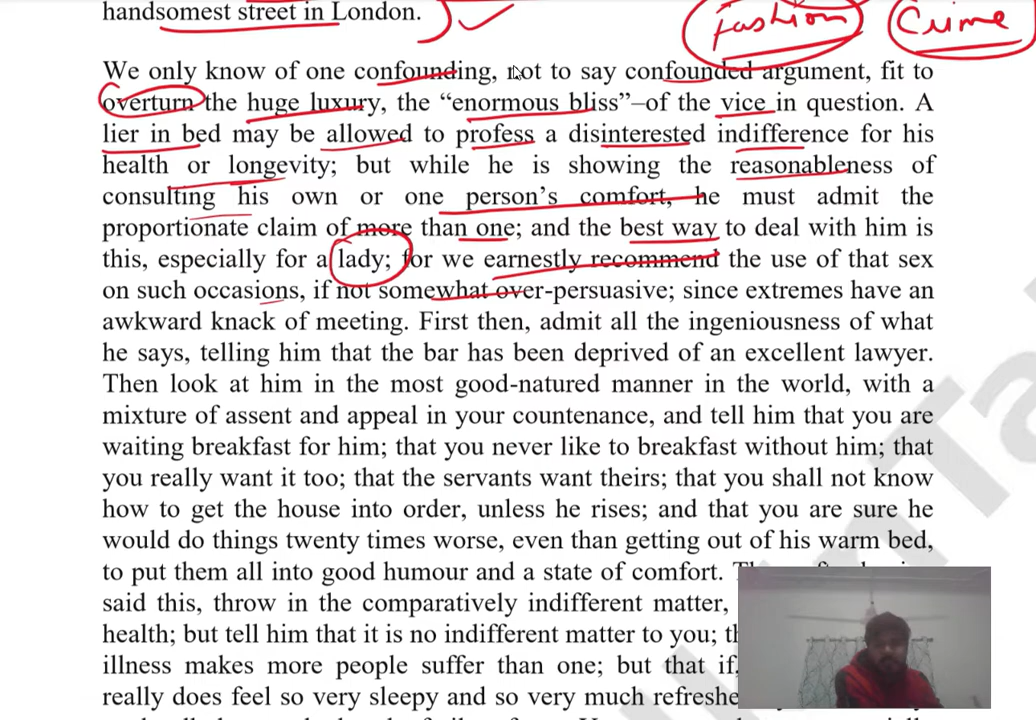 handsomest street in London.
Fashion Crime
We only know of one confounding, not to say confounded argument, fit to
overturn the huge luxury, the “enormous bliss”–of the vice in question. A
lier in bed may be allowed to profess a disinterested indifference for his
health or longevity; but while he is showing the reasonableness of
consulting his own or one person’s comfort, he must admit the
proportionate claim of more than one; and the best way to deal with him is
this, especially for a lady; for we earnestly recommend the use of that sex
on such occasions, if not somewhat over-persuasive; since extremes have an
awkward knack of meeting. First then, admit all the ingeniousness of what
he says, telling him that the bar has been deprived of an excellent lawyer.
Then look at him in the most good-natured manner in the world, with a
mixture of assent and appeal in your countenance, and tell him that you are
waiting breakfast for him; that you never like to breakfast without him; that
you really want it too; that the servants want theirs; that you shall not know
how to get the house into order, unless he rises; and that you are sure he
would do things twenty times worse, even than getting out of his warm bed,
to put them all into good humour and a state of comfort.
said this, throw in the comparatively indifferent matter,
health; but tell him that it is no indifferent matter to you;
illness makes more people suffer than one; but that if
really does feel so very sleepy and so very much